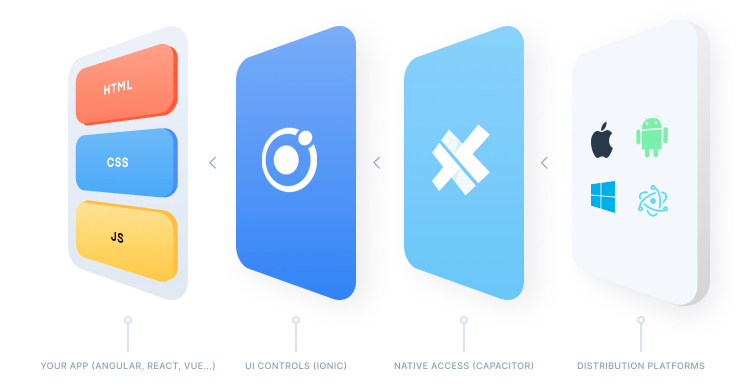 HTML
CSS
JS
YOUR APP (ANGULAR, REACT, VUE...)
UI CONTROLS (IONIC)
NATIVE ACCESS (CAPACITOR)
DISTRIBUTION PLATFORMS